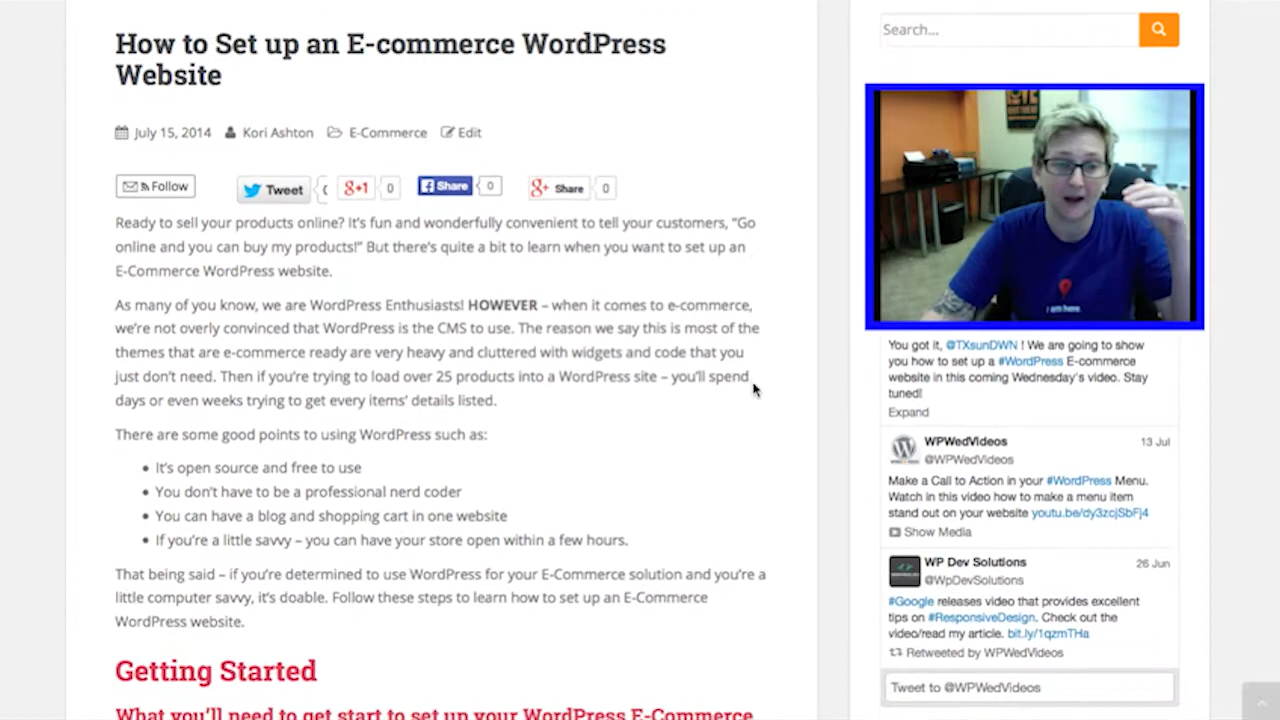 How to Set up an E-commerce WordPress
Website
July 15, 2014 Kori Ashton E-Commerce Edit
Follow Tweet +1 0 Share 0 Share 0
Ready to sell your products online? It's fun and wonderfully convenient to tell your customers, “Go
online and you can buy my products!” But there's quite a bit to learn when you want to set up an
E-Commerce WordPress website.
As many of you know, we are WordPress Enthusiasts! HOWEVER – when it comes to e-commerce,
we're not overly convinced that WordPress is the CMS to use. The reason we say this is most of the
themes that are e-commerce ready are very heavy and cluttered with widgets and code that you
just don't need. Then if you're trying to load over 25 products into a WordPress site – you'll spend
days or even weeks trying to get every items' details listed.
There are some good points to using WordPress such as:
• It's open source and free to use
• You don't have to be a professional nerd coder
• You can have a blog and shopping cart in one website
• If you're a little savvy – you can have your store open within a few hours.
That being said – if you're determined to use WordPress for your E-Commerce solution and you're a
little computer savvy, it's doable. Follow these steps to learn how to set up an E-Commerce
WordPress website.
Getting Started
What you'll need to get start to set up your WordPress E-Commerce
Search...
i am here.
You got it, @TXsunDWN ! We are going to show
you how to set up a #WordPress E-commerce
website in this coming Wednesday's video. Stay
tuned!
Expand
WPWedVideos 13 Jul
@WPWedVideos
Make a Call to Action in your #WordPress Menu.
Watch in this video how to make a menu item
stand out on your website youtu.be/dy3zcjSbFj4
Show Media
WP Dev Solutions 26 Jun
@WpDevSolutions
#Google releases video that provides excellent
tips on #ResponsiveDesign. Check out the
video/read my article. bit.ly/1qzmTHa
Retweeted by WPWedVideos
Tweet to @WPWedVideos